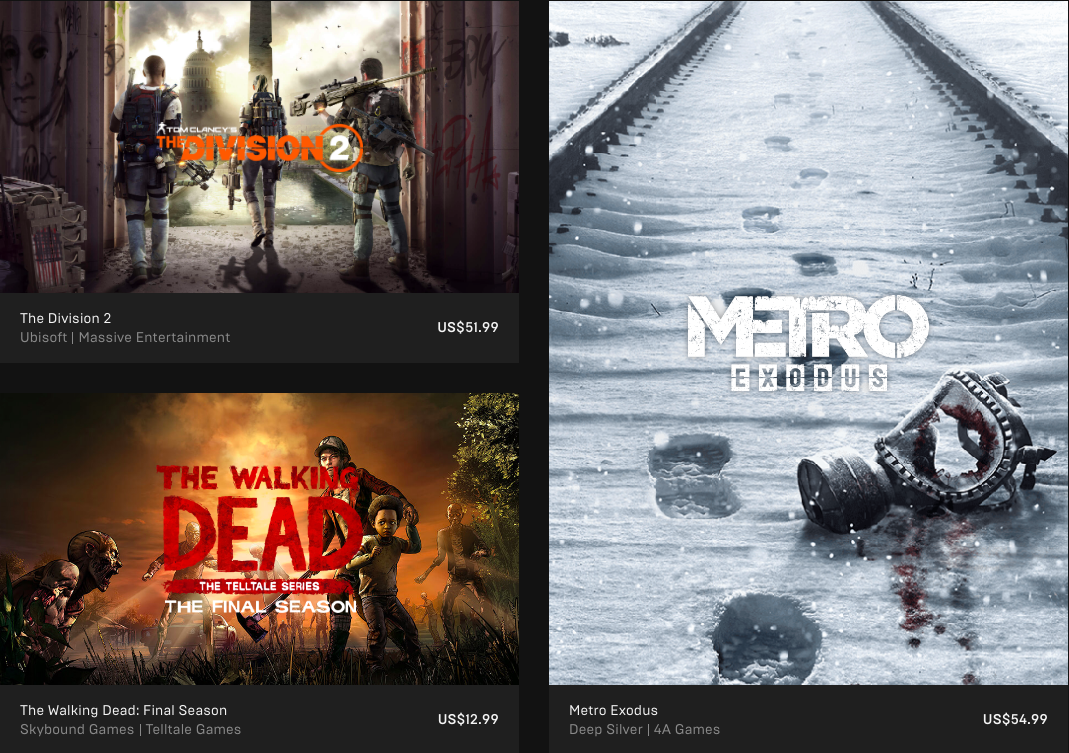 TOM CLANCY'S
THE DIVISION 2
The Division 2
Ubisoft | Massive Entertainment
US$51.99
THE WALKING
DEAD
THE TELLTALE SERIES
THE FINAL SEASON
The Walking Dead: Final Season
Skybound Games | Telltale Games
US$12.99
METRO
EXODUS
Metro Exodus
Deep Silver | 4A Games
US$54.99